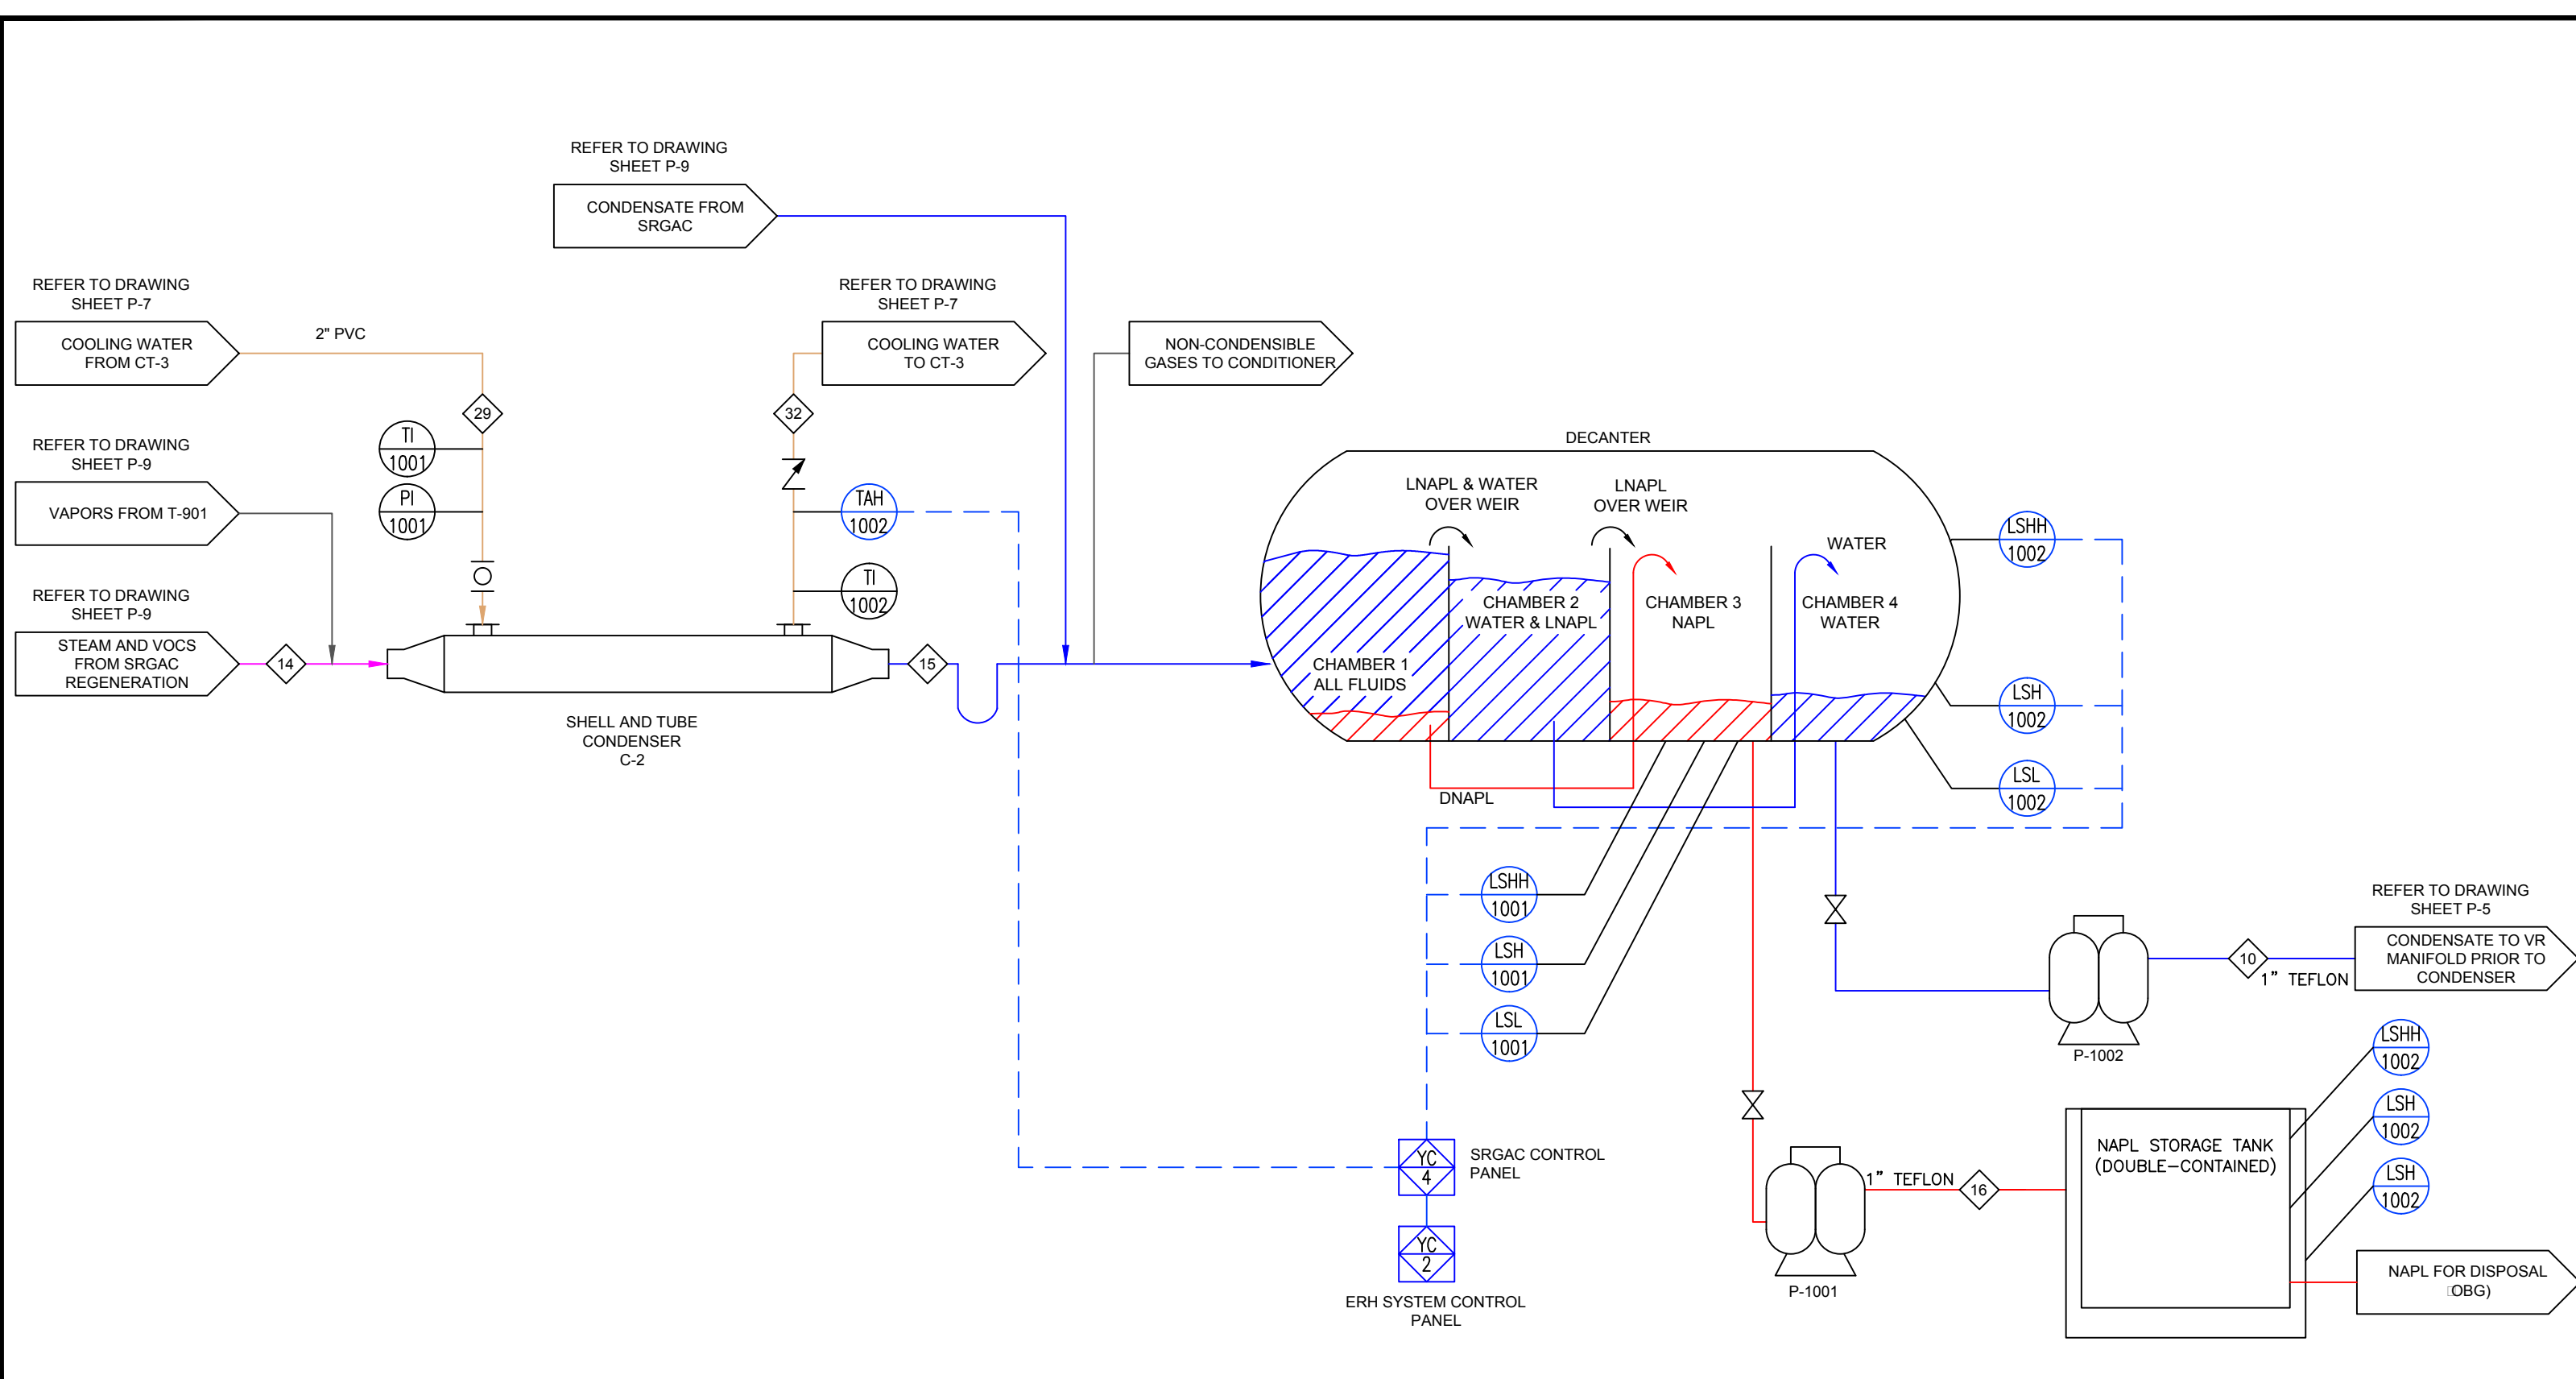 REFER TO DRAWING
SHEET P-9
CONDENSATE FROM
SRGAC
REFER TO DRAWING
SHEET P-7
COOLING WATER
FROM CT-3
2" PVC
REFER TO DRAWING
SHEET P-7
COOLING WATER
TO CT-3
NON-CONDENSIBLE
GASES TO CONDITIONER
29
32
TI
1001
PI
1001
TAH
1002
TI
1002
REFER TO DRAWING
SHEET P-9
VAPORS FROM T-901
REFER TO DRAWING
SHEET P-9
STEAM AND VOCS
FROM SRGAC
REGENERATION
14
15
SHELL AND TUBE
CONDENSER
C-2
DECANTER
LNAPL & WATER
OVER WEIR
LNAPL
OVER WEIR
WATER
CHAMBER 1
ALL FLUIDS
CHAMBER 2
WATER & LNAPL
CHAMBER 3
NAPL
CHAMBER 4
WATER
DNAPL
LSHH
1002
LSH
1002
LSL
1002
LSHH
1001
LSH
1001
LSL
1001
REFER TO DRAWING
SHEET P-5
CONDENSATE TO VR
MANIFOLD PRIOR TO
CONDENSER
10
1” TEFLON
P-1002
LSHH
1002
LSH
1002
LSH
1002
NAPL STORAGE TANK
(DOUBLE-CONTAINED)
1” TEFLON
16
P-1001
NAPL FOR DISPOSAL
OBG)
YC
4
SRGAC CONTROL
PANEL
YC
2
ERH SYSTEM CONTROL
PANEL